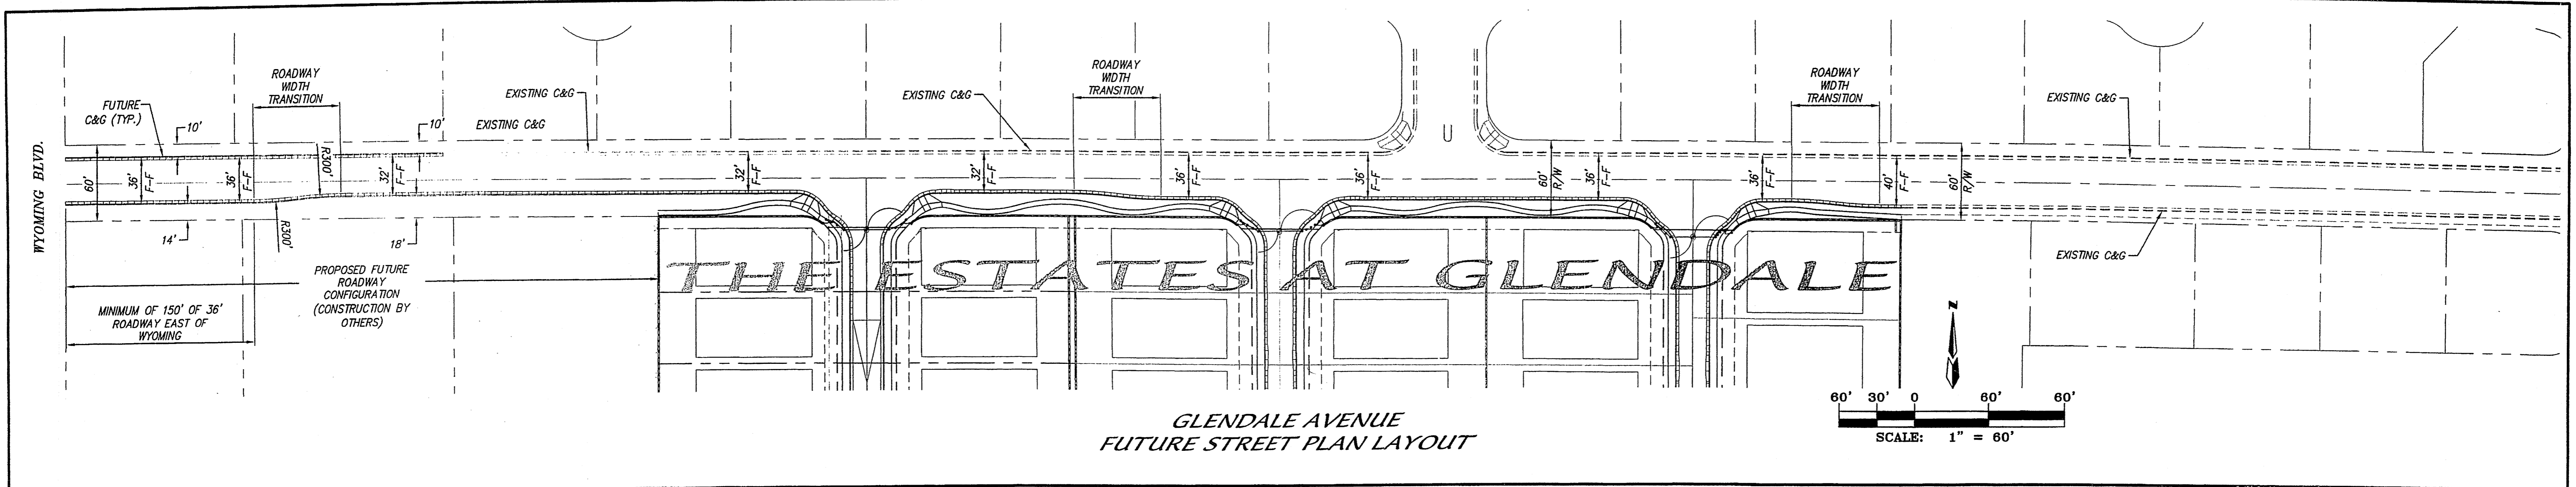 WYOMING BLVD.
FUTURE
C&G (TYP.)
ROADWAY
WIDTH
TRANSITION
10'
10'
EXISTING C&G
EXISTING C&G
EXISTING C&G
ROADWAY
WIDTH
TRANSITION
ROADWAY
WIDTH
TRANSITION
EXISTING C&G
60'
36'
F-F
36'
F-F
R300'
32'
F-F
32'
F-F
32'
F-F
36'
F-F
36'
F-F
60'
R/W
36'
F-F
36'
F-F
40'
F-F
60'
R/W
14'
R300'
18'
EXISTING C&G
PROPOSED FUTURE
ROADWAY
CONFIGURATION
(CONSTRUCTION BY
OTHERS)
MINIMUM OF 150' OF 36'
ROADWAY EAST OF
WYOMING
THE ESTATES AT GLENDALE
N
60' 30' 0 60' 60'
SCALE: 1" = 60'
GLENDALE AVENUE
FUTURE STREET PLAN LAYOUT